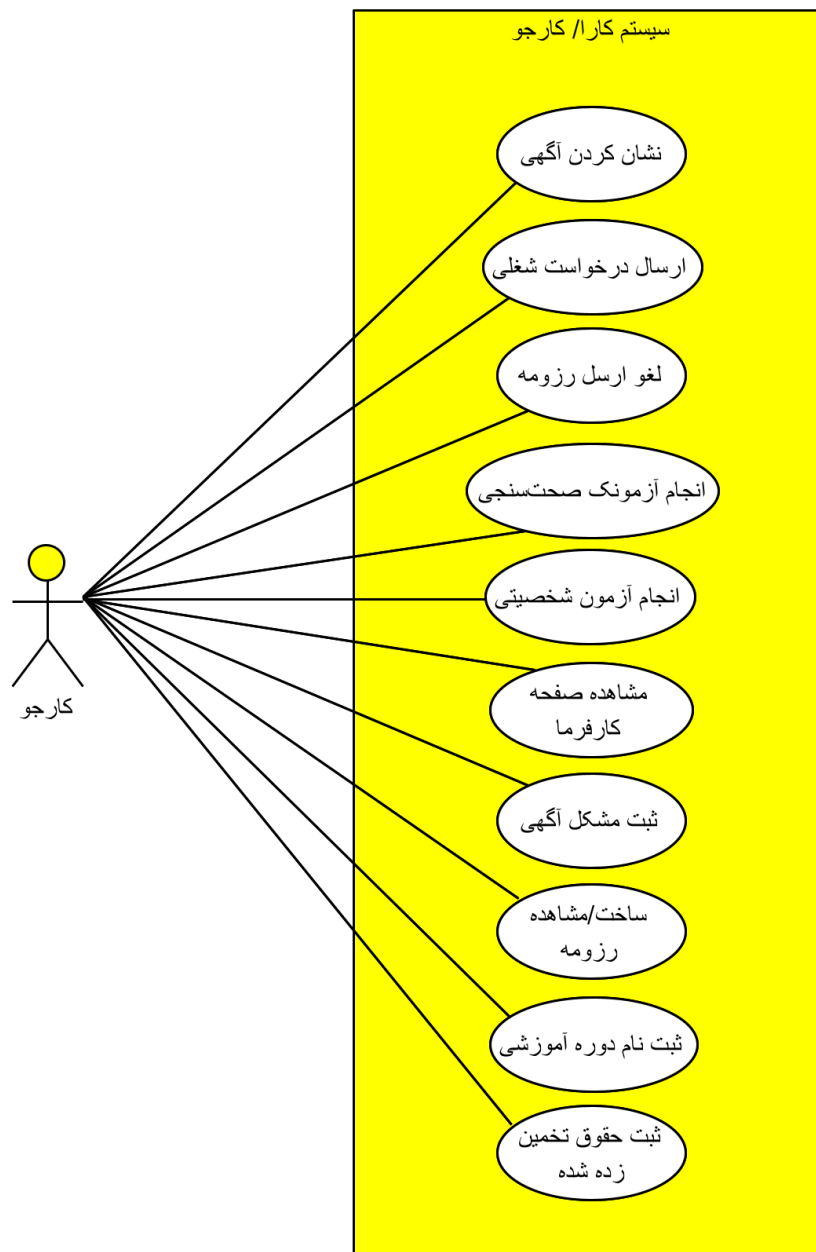 سیستم کارا/ کارجو
نشان کردن آگهی
ارسال درخواست شغلی
لغو ارسل رزومه
انجام آزمونک صحت‌سنجی
انجام آزمون شخصیتی
مشاهده صفحه
کارفرما
کارجو
ثبت مشکل آگهی
ساخت/مشاهده
رزومه
ثبت نام دوره آموزشی
ثبت حقوق تخمین
زده شده